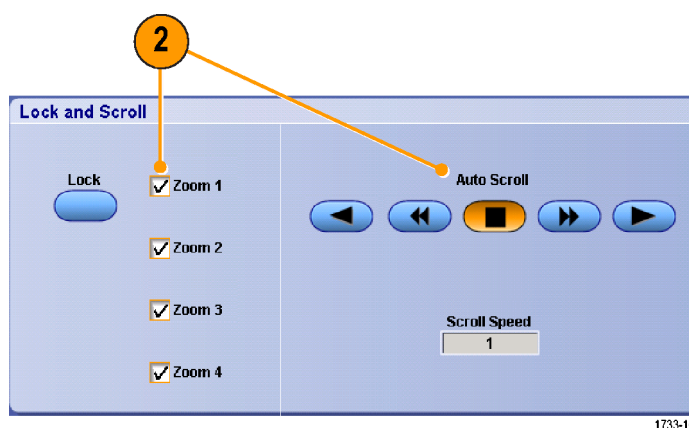 2
Lock and Scroll
Lock
Zoom 1
Auto Scroll
Zoom 2
Zoom 3
Scroll Speed
1
Zoom 4
1733-1